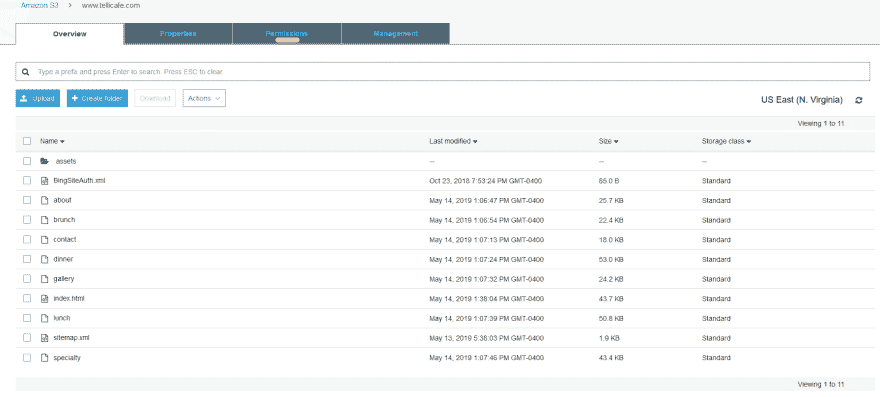 Amazon S3 > www.tellicafe.com
Overview Properties Permissions Management
Type a prefix and press Enter to search. Press ESC to clear.
Upload + Create folder Download Actions US East (N. Virginia)
Viewing 1 to 11
Name Last modified Size Storage class
assets -- -- --
BingSiteAuth.xml Oct 23, 2018 7:53:24 PM GMT-0400 85.0 B Standard
about May 14, 2019 1:06:47 PM GMT-0400 25.7 KB Standard
brunch May 14, 2019 1:06:54 PM GMT-0400 22.4 KB Standard
contact May 14, 2019 1:07:13 PM GMT-0400 18.0 KB Standard
dinner May 14, 2019 1:07:24 PM GMT-0400 53.0 KB Standard
gallery May 14, 2019 1:07:32 PM GMT-0400 24.2 KB Standard
index.html May 14, 2019 1:38:04 PM GMT-0400 43.7 KB Standard
lunch May 14, 2019 1:07:39 PM GMT-0400 50.8 KB Standard
sitemap.xml May 13, 2019 5:38:03 PM GMT-0400 1.9 KB Standard
specialty May 14, 2019 1:07:46 PM GMT-0400 43.4 KB Standard
Viewing 1 to 11